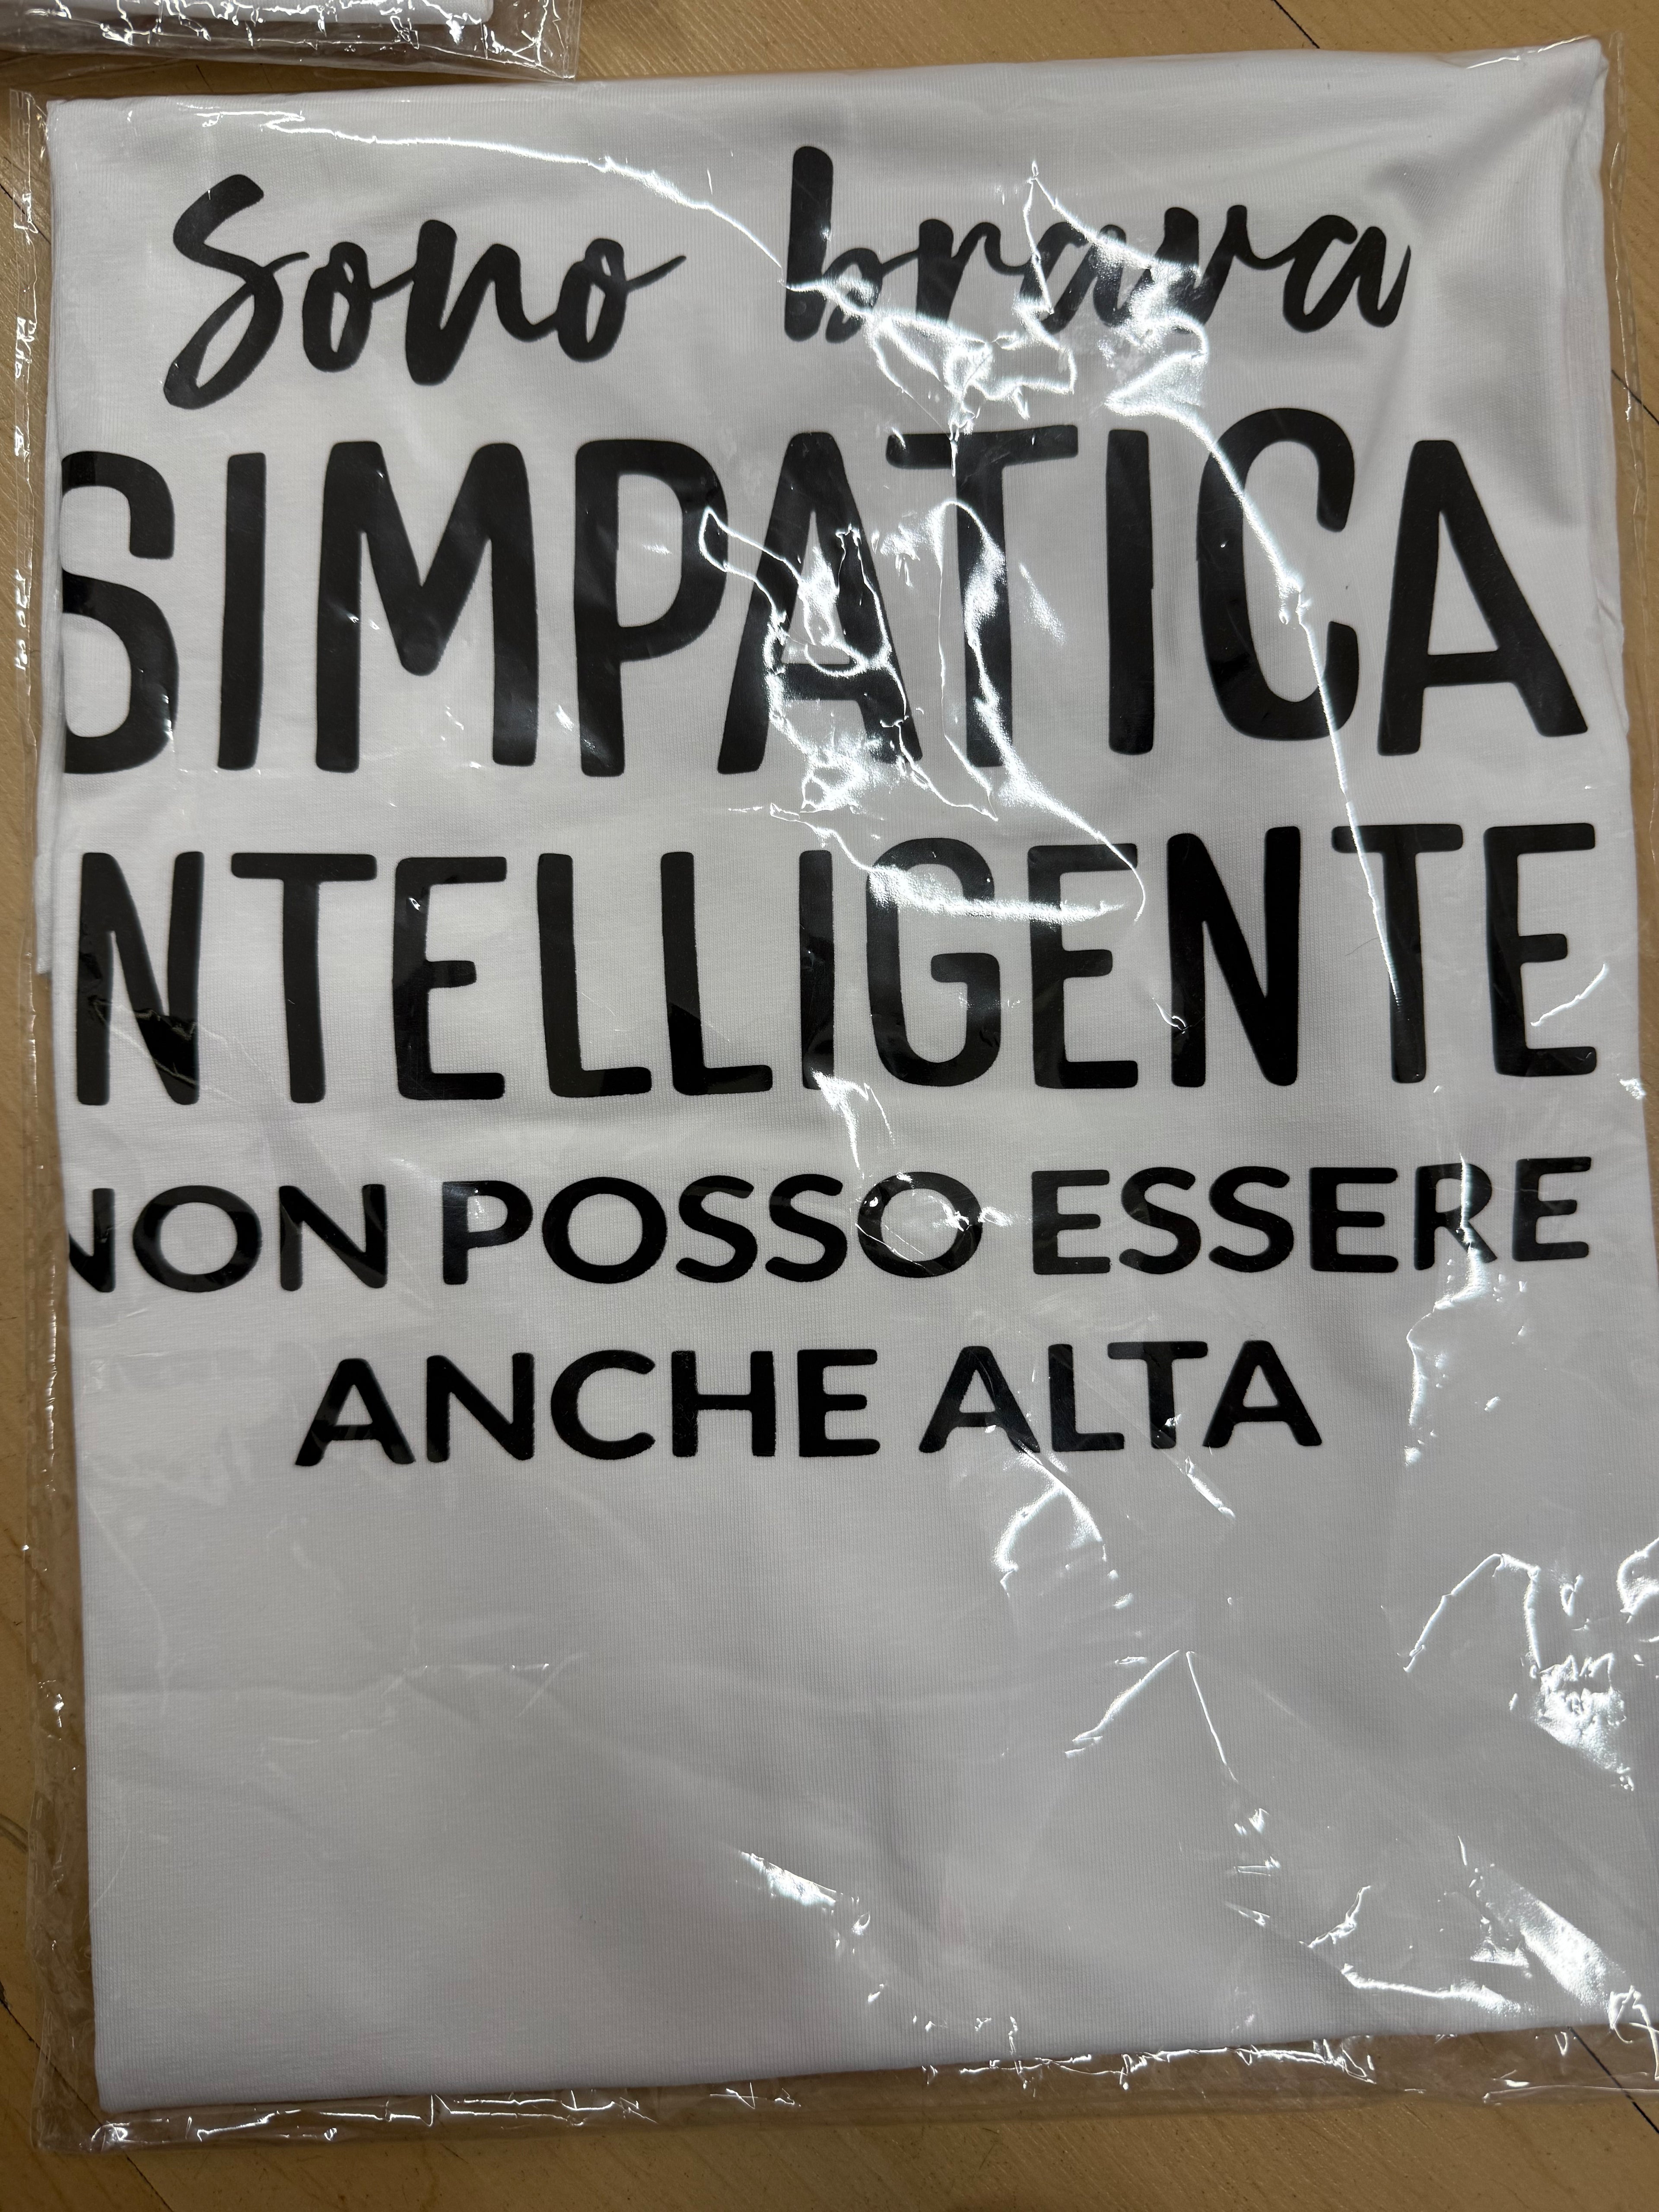 Sono brava
SIMPATICA
NTELLIGENTE
NON POSSO ESSERE
ANCHE ALTA